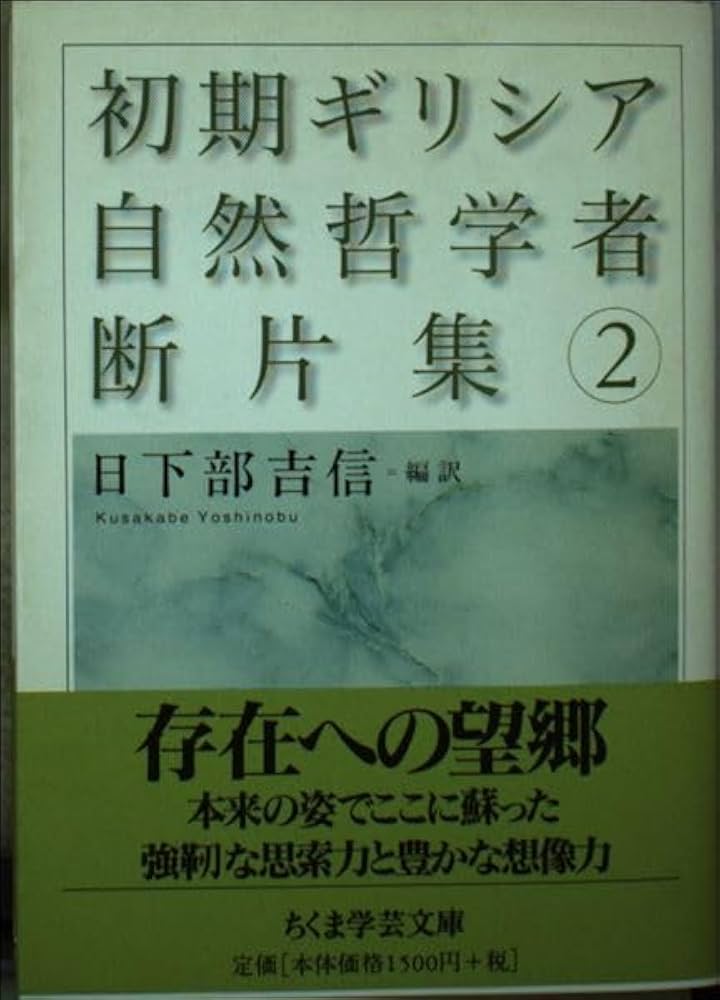 初期ギリシア
自然哲学者
断片集②
日下部吉信=編訳
Kusakabe Yoshinobu
存在への望郷
本来の姿でここに蘇った
強靭な思索力と豊かな想像力
ちくま学芸文庫
定価[本体価格1500円+税]